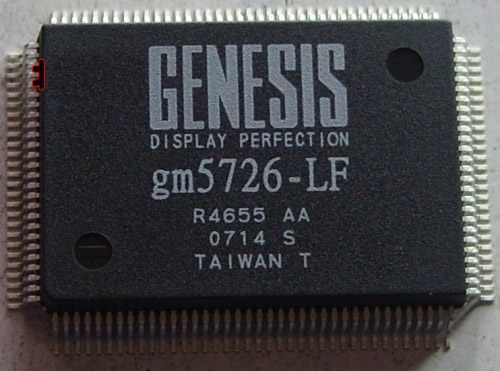 GENESIS
DISPLAY PERFECTION
gm5726-LF
R4655 AA
0714 S
TAIWAN T